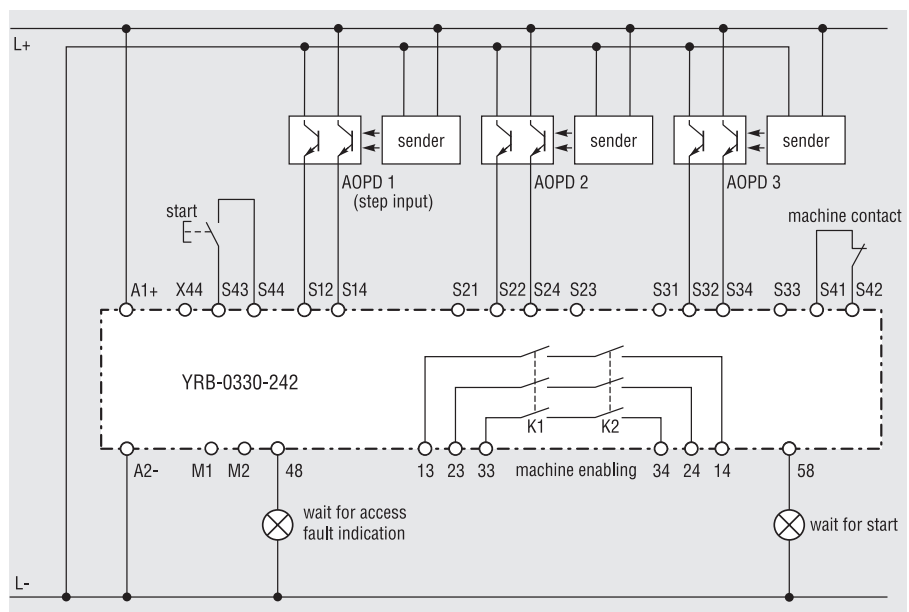 L+
sender
sender
sender
AOPD 1
(step input)
AOPD 2
AOPD 3
start
machine contact
A1+ X44 S43 S44 S12 S14 S21 S22 S24 S23 S31 S32 S34 S33 S41 S42
YRB-0330-242
K1 K2
A2- M1 M2 48 13 23 33 machine enabling 34 24 14 58
wait for access
fault indication
wait for start
L-